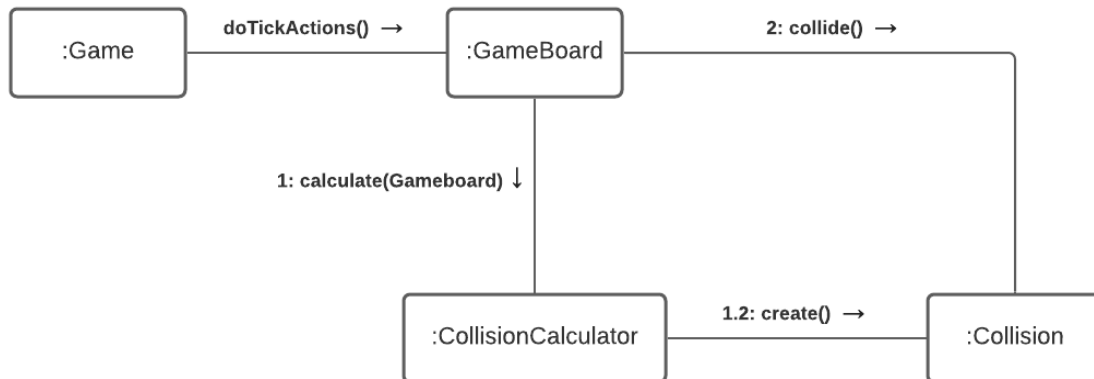 doTickActions() →
2: collide() →
:Game
:GameBoard
1: calculate(Gameboard) ↓
1.2: create() →
:CollisionCalculator
:Collision